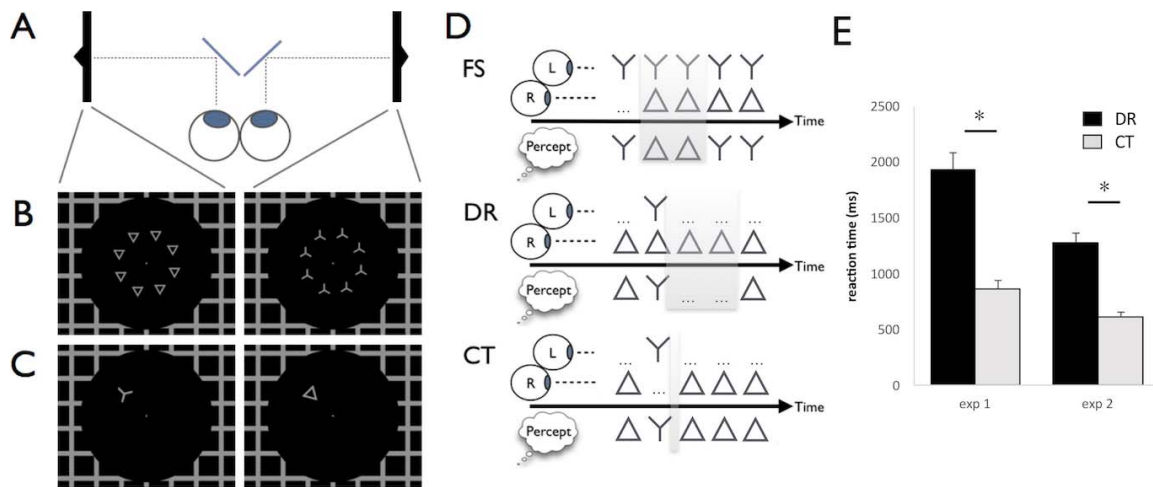 A
B
C
D
FS
L
R
...
Time
Percept
DR
L
R
... ... ...
Time
Percept
... ...
CT
L
R
... ... ... ...
...
Time
Percept
E
2500
2000
1500
1000
500
0
reaction time (ms)
*
*
DR
CT
exp 1
exp 2